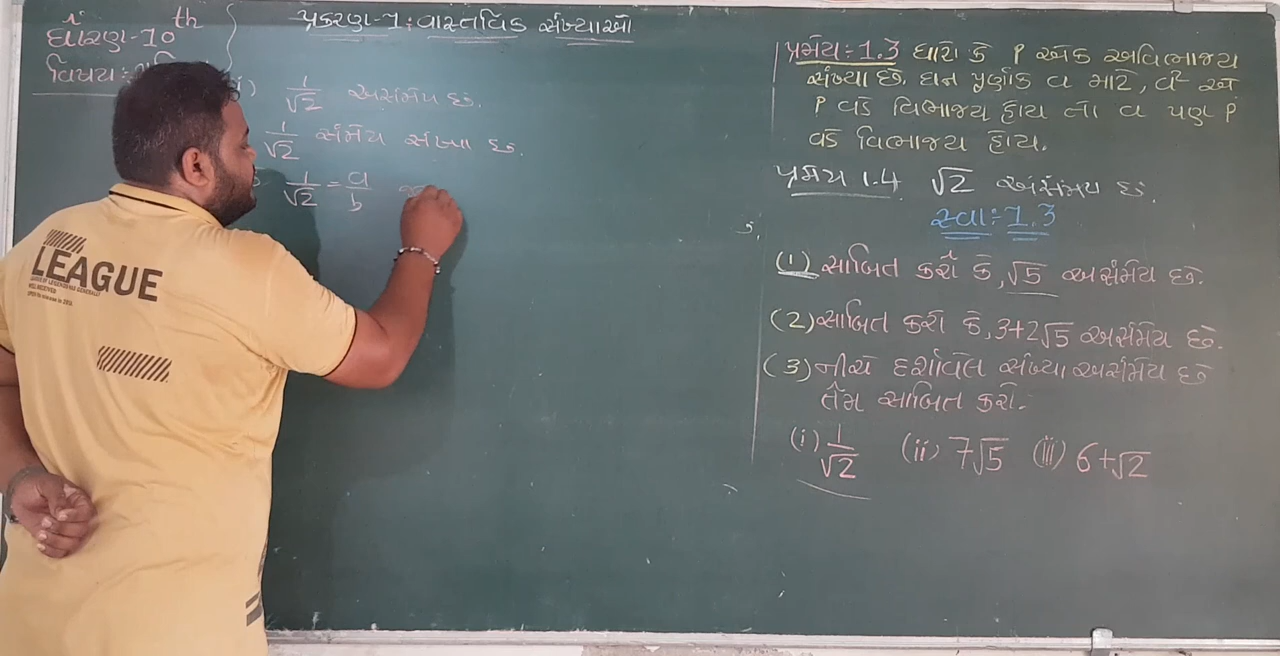 ધોરણ-10th
વિષય:
પ્રકરણ-1: વાસ્તવિક સંખ્યાઓ
i) 1/√2 અસંમેય છે.
1/√2 સંમેય સંખ્યા છે.
1/√2 = a/b
LEAGUE
પ્રમેય: 1.3 ધારો કે P એક અવિભાજ્ય
સંખ્યા છે. ધન પૂર્ણાંક a માટે, a² એ
P વડે વિભાજ્ય હોય તો a પણ P
વડે વિભાજ્ય હોય.
પ્રમેય 1.4 √2 અસંમેય છે.
સ્વા: 1.3
(1) સાબિત કરો કે, √5 અસંમેય છે.
(2) સાબિત કરો કે, 3+2√5 અસંમેય છે.
(3) નીચે દર્શાવેલ સંખ્યા અસંમેય છે
તેમ સાબિત કરો.
(i) 1/√2 (ii) 7√5 (iii) 6+√2